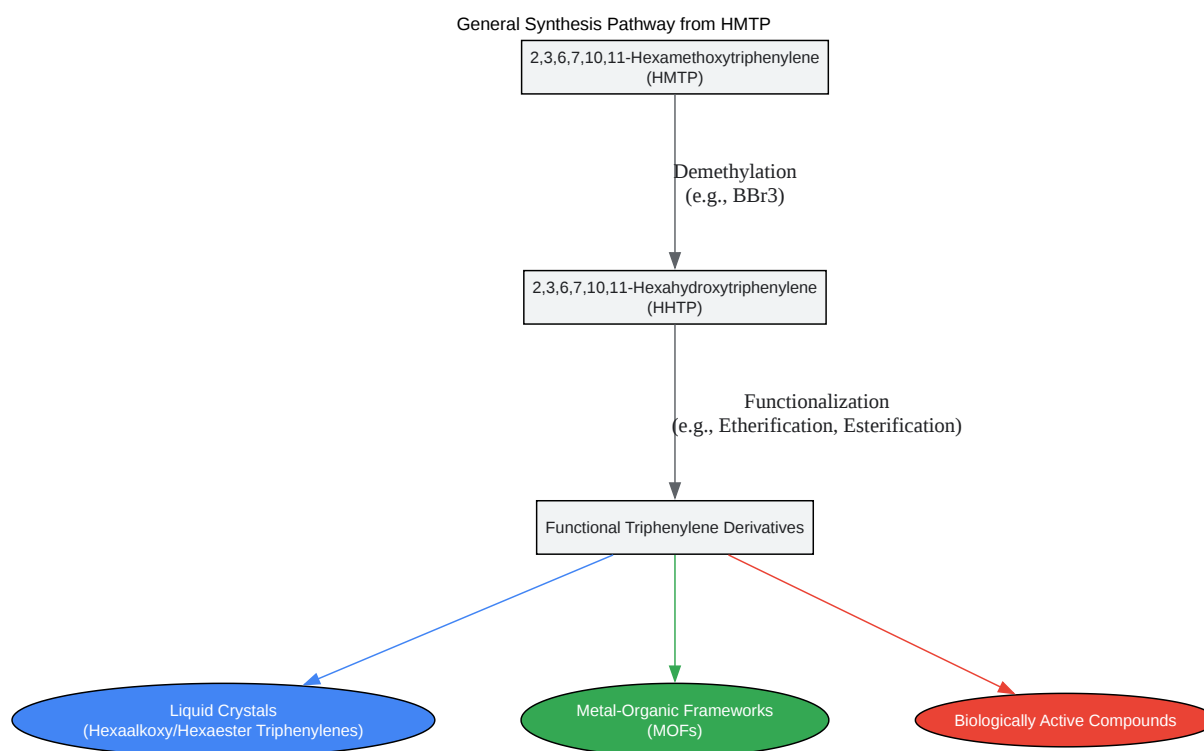 General Synthesis Pathway from HMTP
2,3,6,7,10,11-Hexamethoxytriphenylene
(HMTP)
Demethylation
(e.g., BBr3)
2,3,6,7,10,11-Hexahydroxytriphenylene
(HHTP)
Functionalization
(e.g., Etherification, Esterification)
Functional Triphenylene Derivatives
Liquid Crystals
(Hexaalkoxy/Hexaester Triphenylenes)
Metal-Organic Frameworks
(MOFs)
Biologically Active Compounds